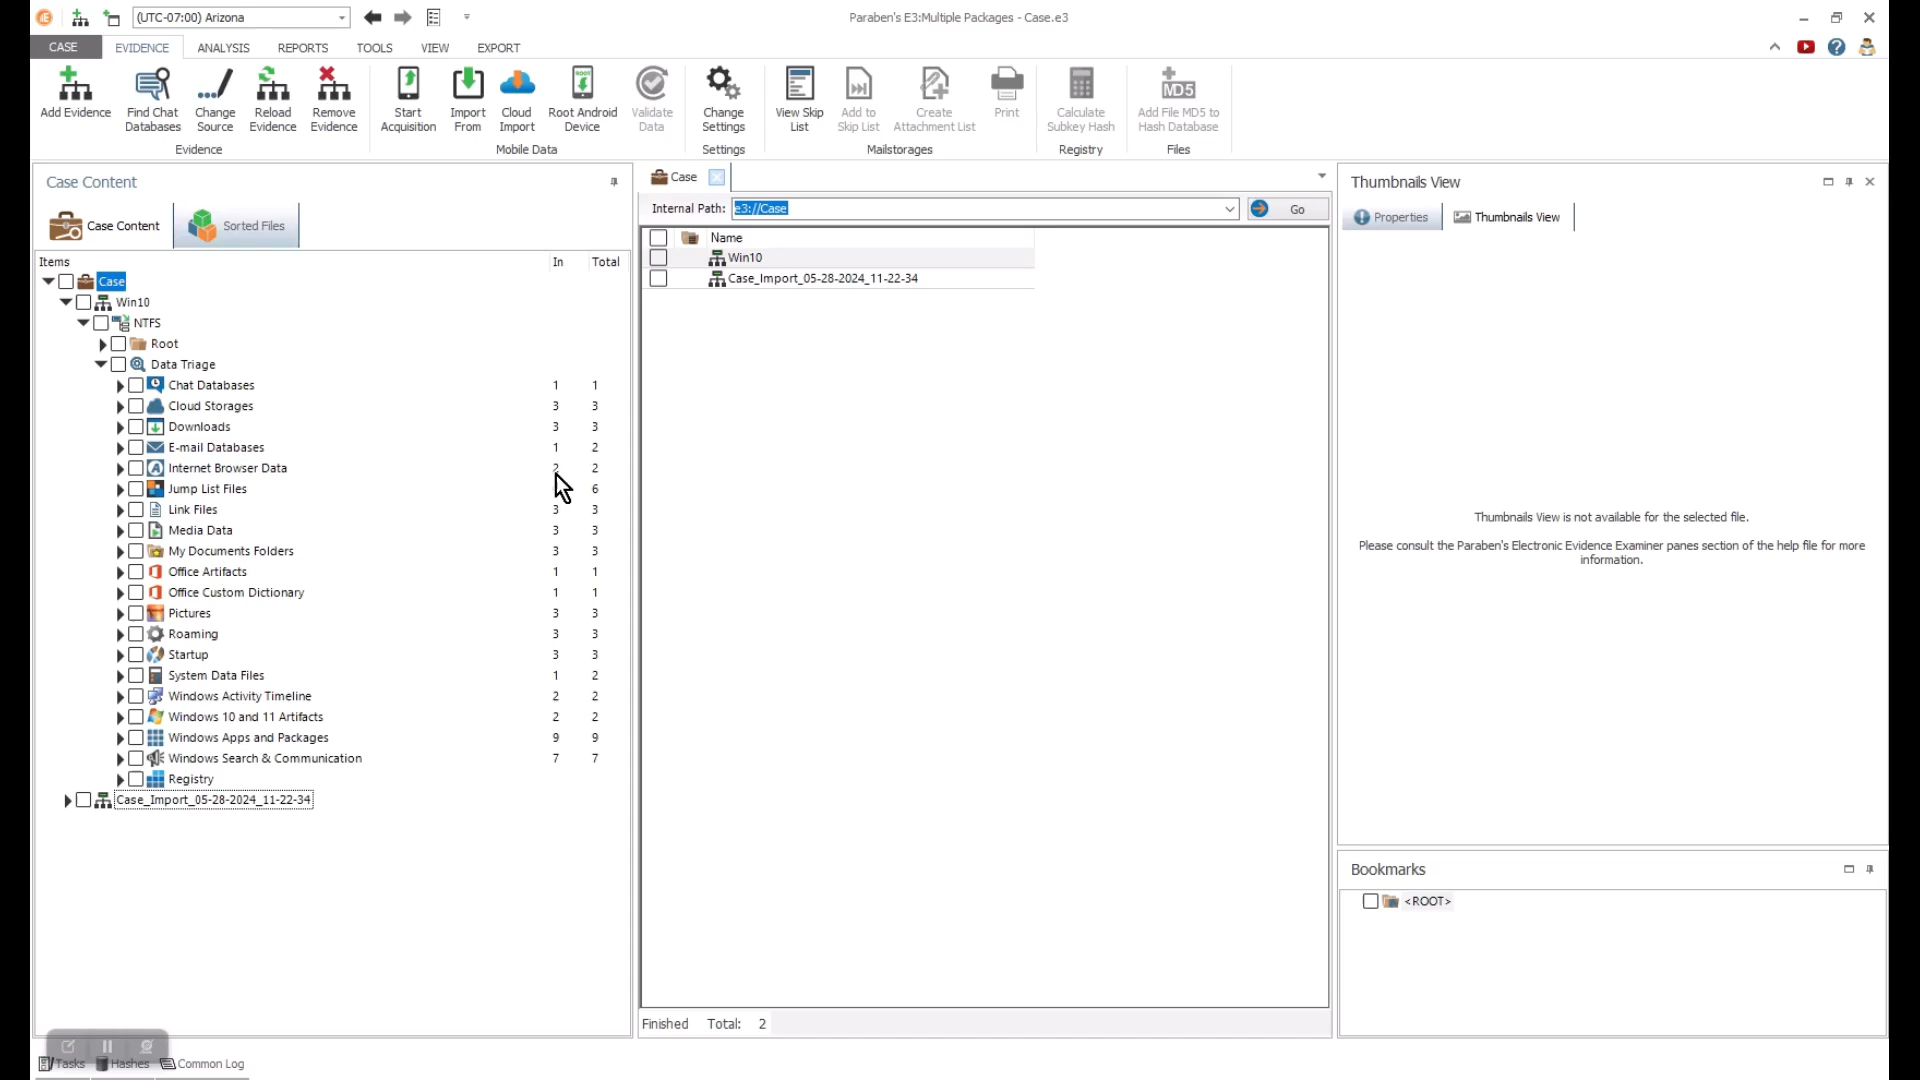 (UTC-07:00) Arizona
Paraben's E3:Multiple Packages - Case.e3
CASE EVIDENCE ANALYSIS REPORTS TOOLS VIEW EXPORT
Add Evidence
Find Chat Databases
Change Source
Reload Evidence
Remove Evidence
Start Acquisition
Import From
Cloud Import
Root Android Device
Validate Data
Change Settings
View Skip List
Add to Skip List
Create Attachment List
Print
Calculate Subkey Hash
Add File MD5 to Hash Database
Evidence Mobile Data Settings Mailstorages Registry Files
Case Content
Case Content Sorted Files
Items In Total
Case
Win10
NTFS
Root
Data Triage
Chat Databases 1 1
Cloud Storages 3 3
Downloads 3 3
E-mail Databases 1 2
Internet Browser Data 2 2
Jump List Files 6
Link Files 3 3
Media Data 3 3
My Documents Folders 3 3
Office Artifacts 1 1
Office Custom Dictionary 1 1
Pictures 3 3
Roaming 3 3
Startup 3 3
System Data Files 1 2
Windows Activity Timeline 2 2
Windows 10 and 11 Artifacts 2 2
Windows Apps and Packages 9 9
Windows Search & Communication 7 7
Registry
Case_Import_05-28-2024_11-22-34
Tasks Hashes Common Log
Case
Internal Path: e3://Case Go
Name
Win10
Case_Import_05-28-2024_11-22-34
Finished Total: 2
Thumbnails View
Properties Thumbnails View
Thumbnails View is not available for the selected file.
Please consult the Paraben's Electronic Evidence Examiner panes section of the help file for more
information.
Bookmarks
<ROOT>